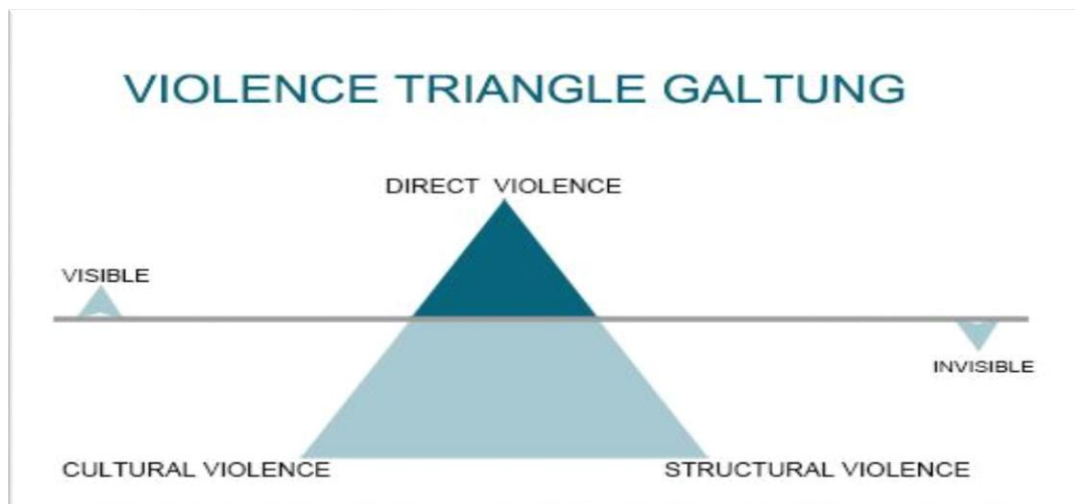 VIOLENCE TRIANGLE GALTUNG
DIRECT VIOLENCE
VISIBLE
INVISIBLE
CULTURAL VIOLENCE
STRUCTURAL VIOLENCE